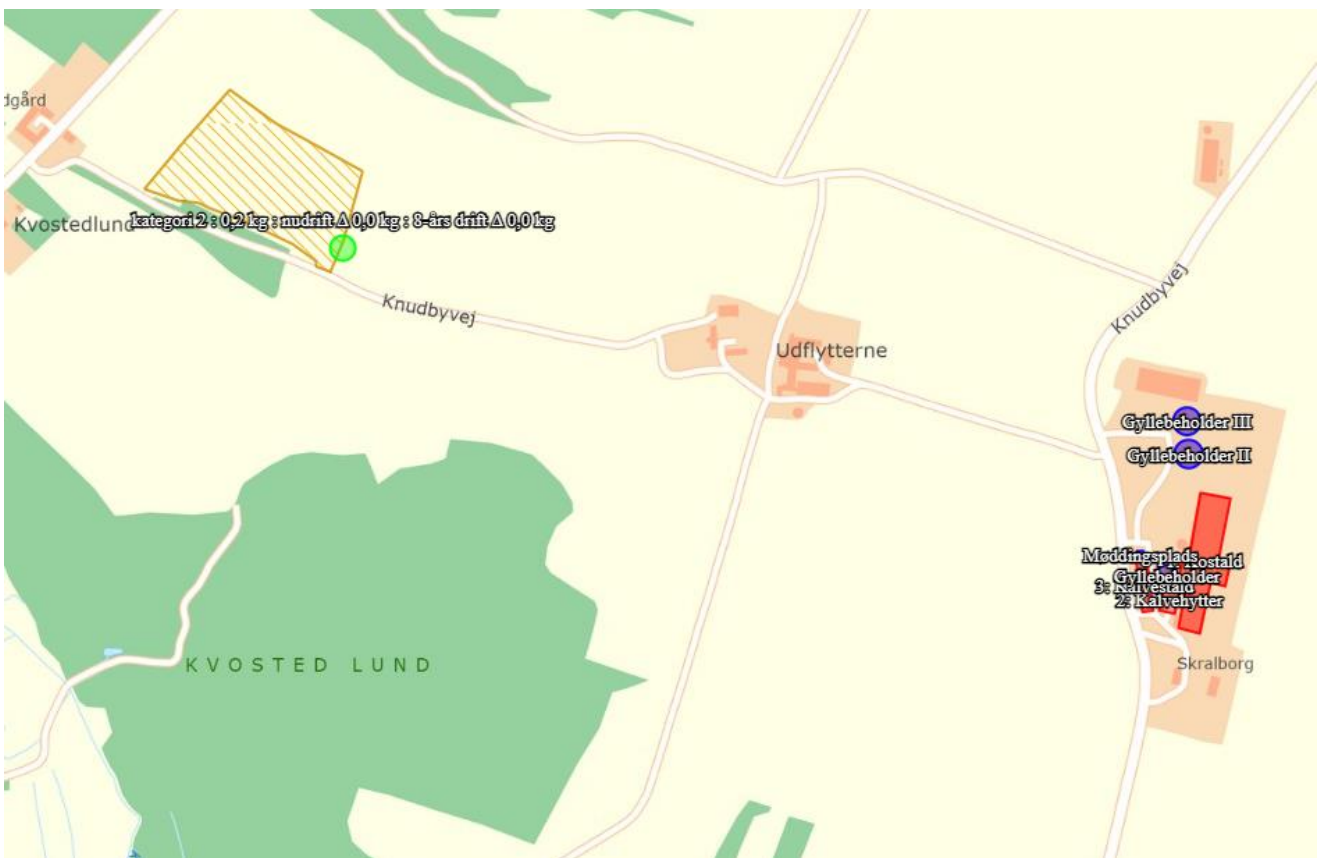 dgård
Kvostedlund
kategori 2 : 0,2 kg : nudrift Δ 0,0 kg : 8-års drift Δ 0,0 kg
Knudbyvej
Knudbyvej
Udflytterne
Gyllebeholder III
Gyllebeholder II
Møddingsplads
Kostald
Gyllebeholder
3: Kalvestald
2: Kalvehytter
KVOSTED LUND
Skralborg